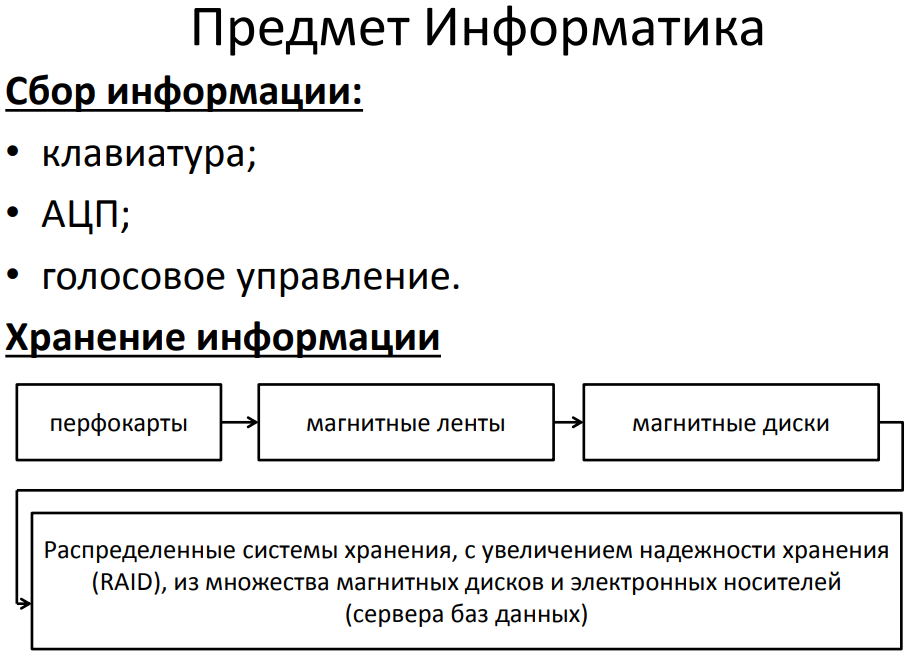 Предмет Информатика
Сбор информации:
• клавиатура;
• АЦП;
• голосовое управление.
Хранение информации
перфокарты
магнитные ленты
магнитные диски
Распределенные системы хранения, с увеличением надежности хранения
(RAID), из множества магнитных дисков и электронных носителей
(сервера баз данных)